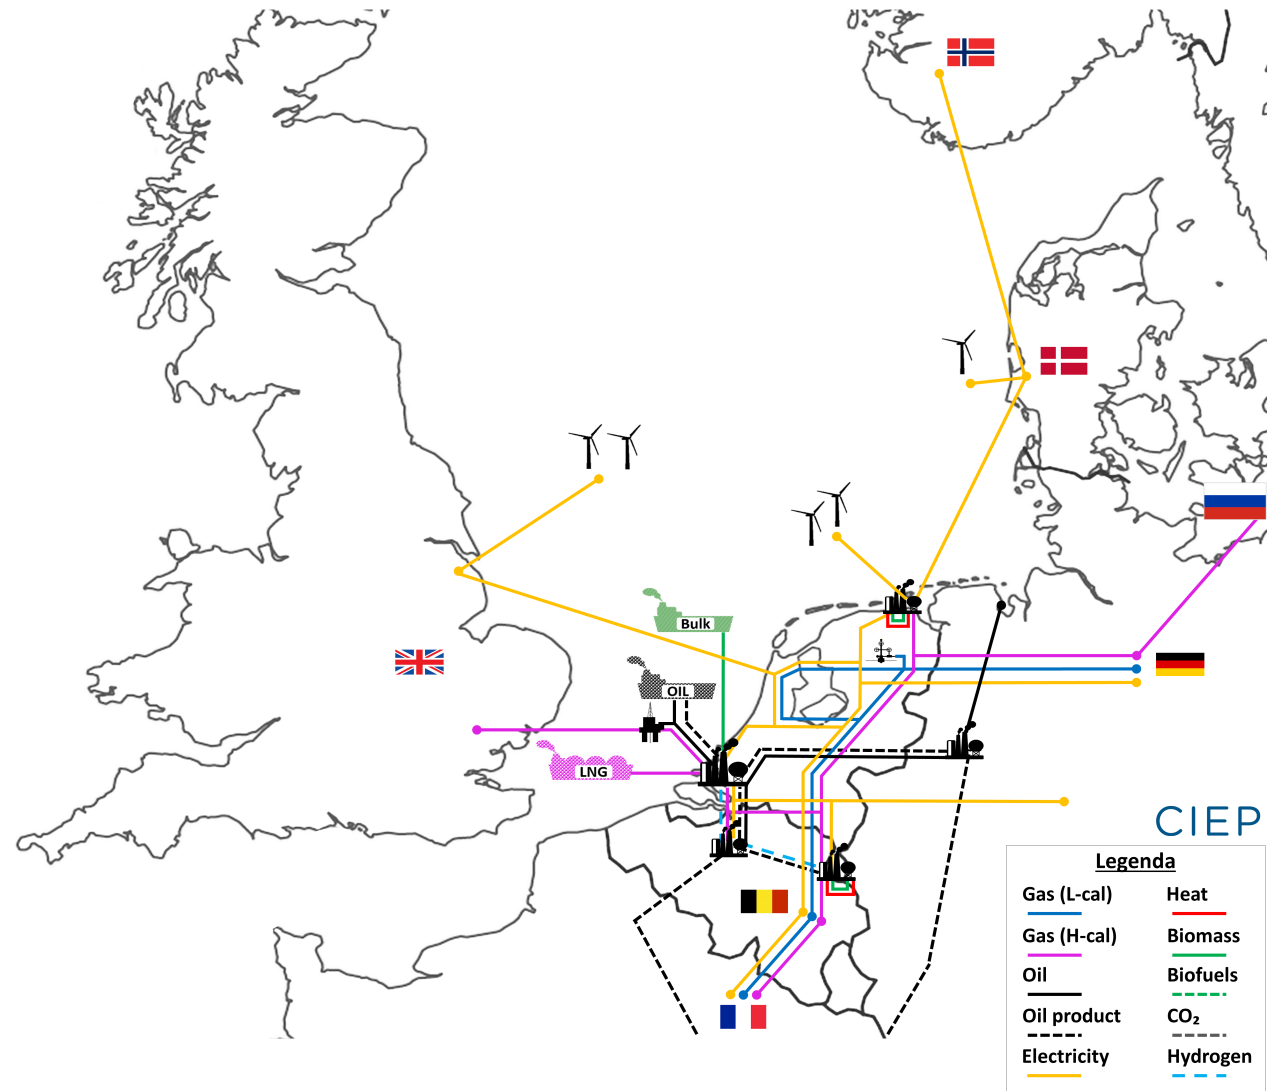 Bulk
OIL
LNG
CIEP
Legenda
Gas (L-cal)
Heat
Gas (H-cal)
Biomass
Oil
Biofuels
Oil product
CO₂
Electricity
Hydrogen